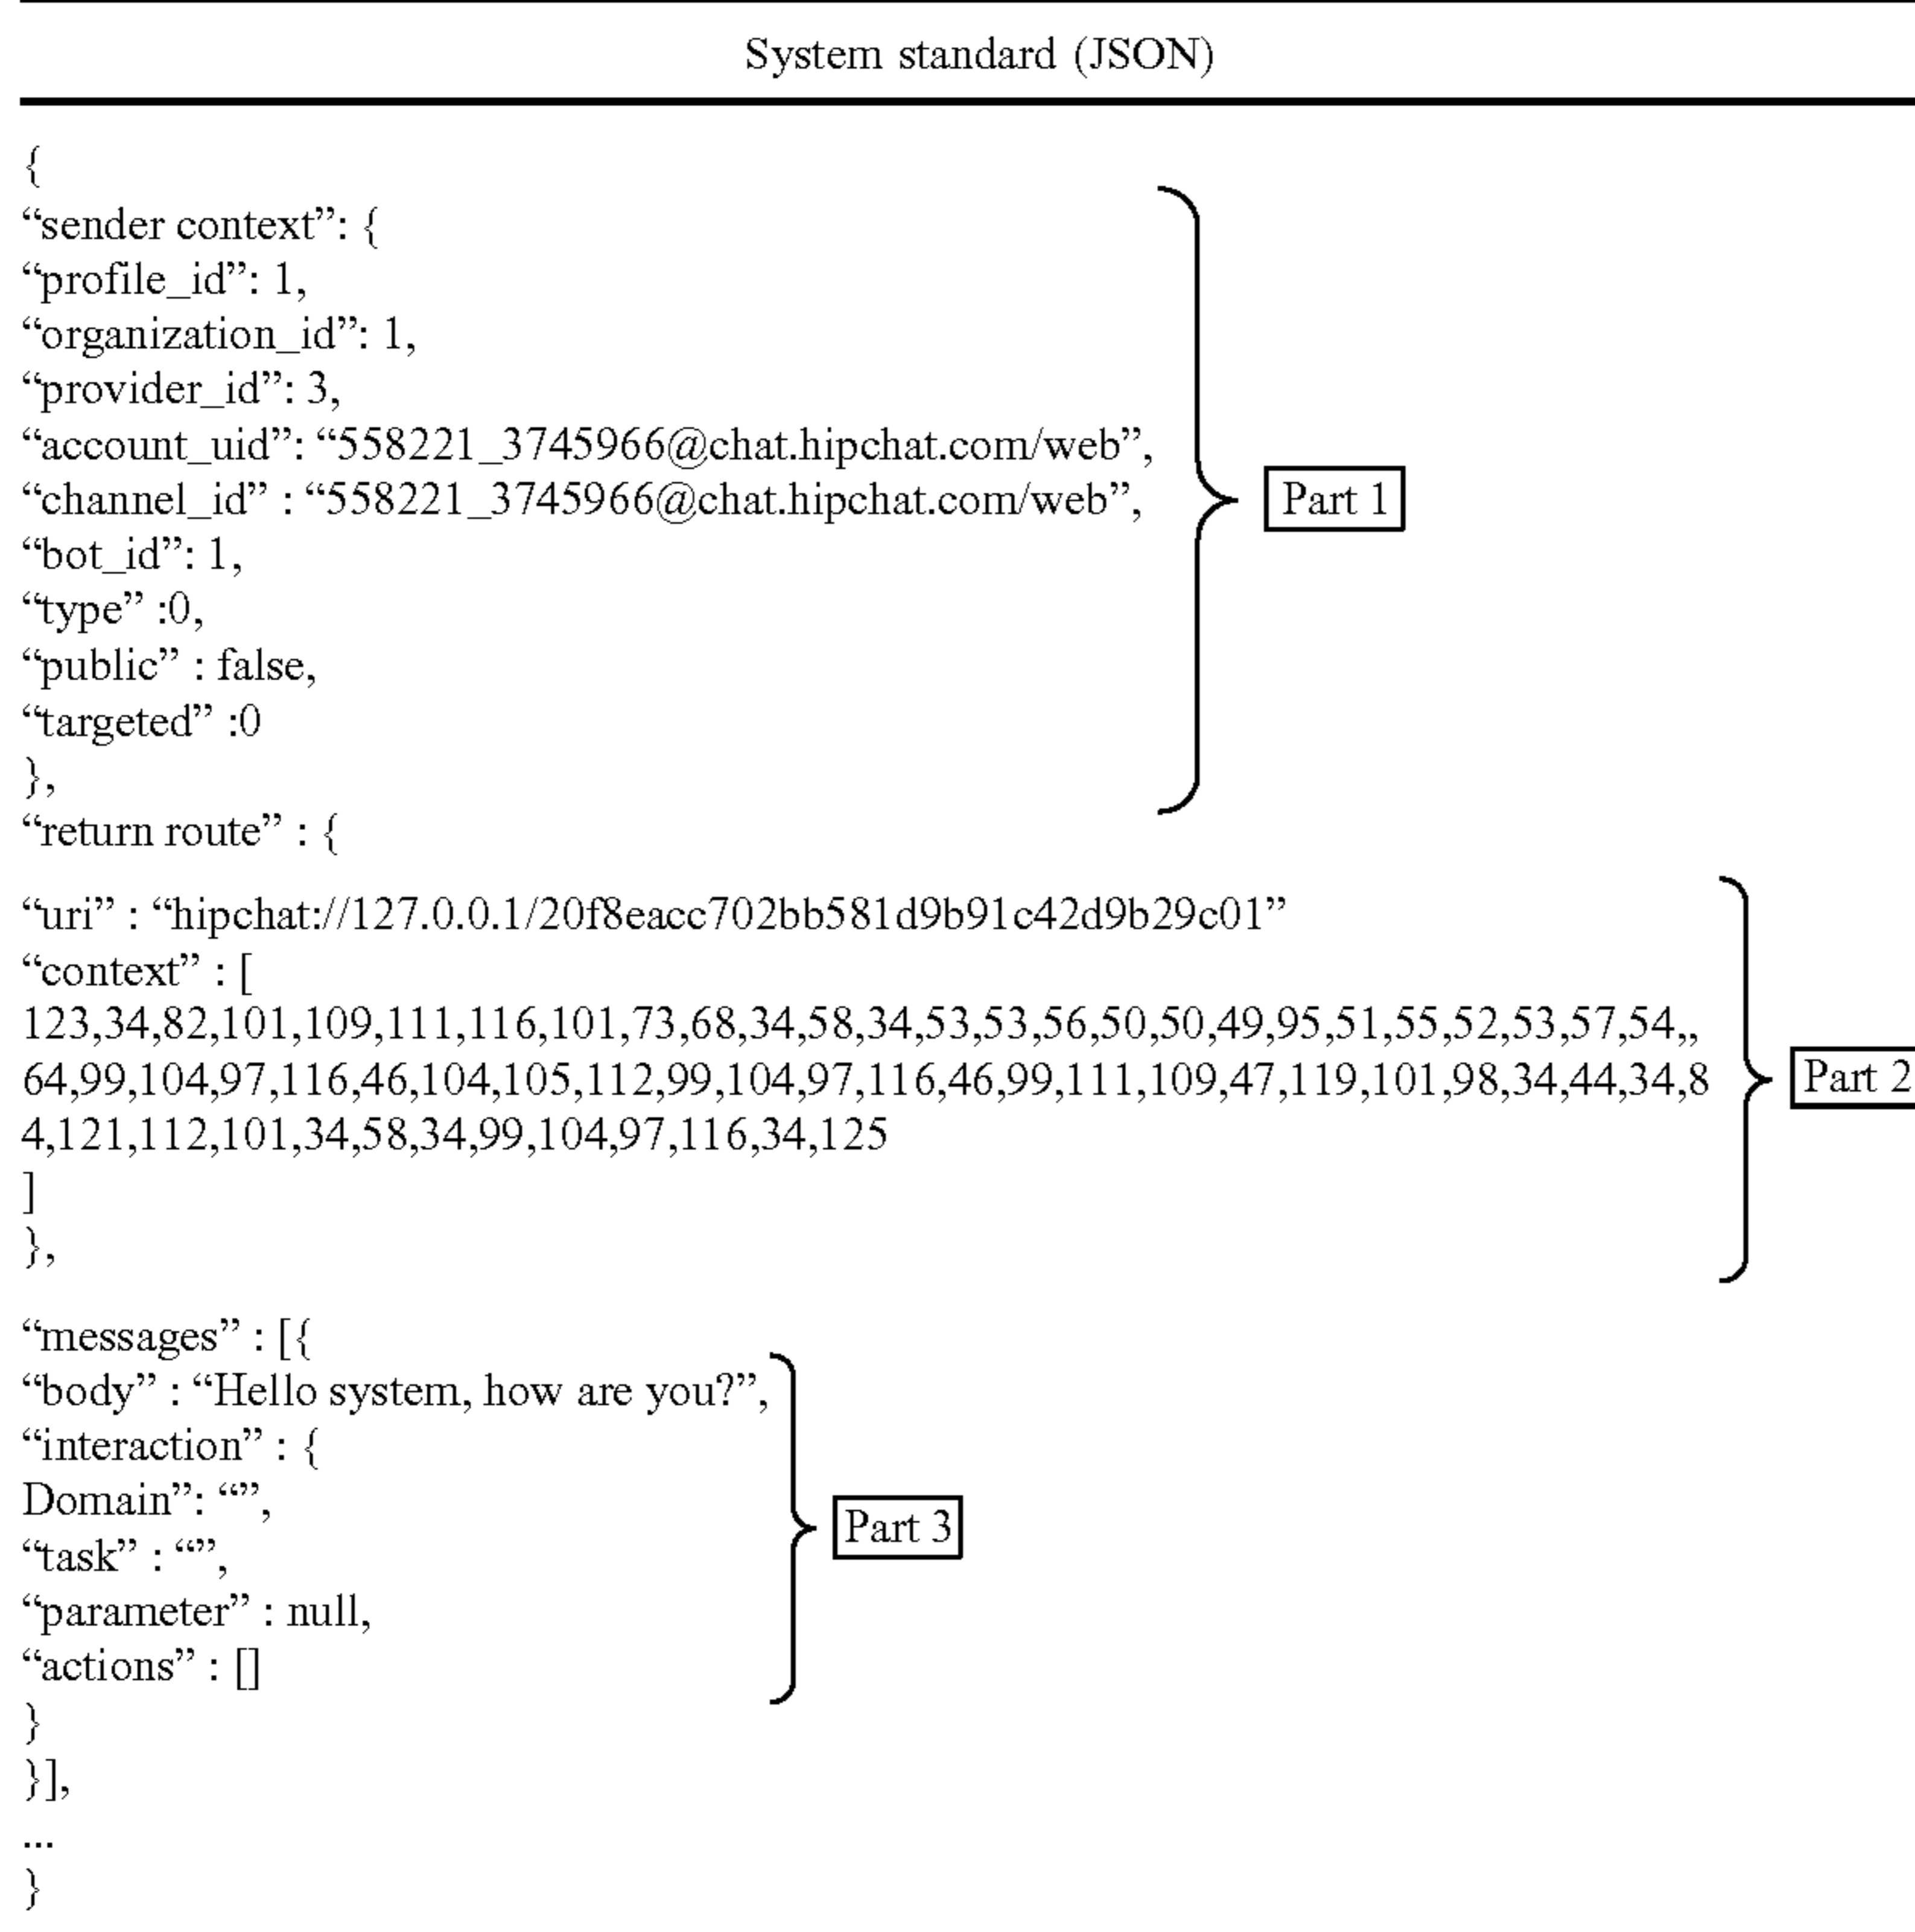 System standard (JSON)
{
“sender context”: {
“profile_id”: 1,
“organization_id”: 1,
“provider_id”: 3,
“account_uid”: “558221_3745966@chat.hipchat.com/web”,
“channel_id” : “558221_3745966@chat.hipchat.com/web”,
“bot_id”: 1,
“type” :0,
“public” : false,
“targeted” :0
},
Part 1
“return route” : {
“uri” : “hipchat://127.0.0.1/20f8eacc702bb581d9b91c42d9b29c01”
“context” : [
123,34,82,101,109,111,116,101,73,68,34,58,34,53,53,56,50,50,49,95,51,55,52,53,57,54,,
64,99,104,97,116,46,104,105,112,99,104,97,116,46,99,111,109,47,119,101,98,34,44,34,8
4,121,112,101,34,58,34,99,104,97,116,34,125
]
},
Part 2
“messages” : [{
“body” : “Hello system, how are you?”,
“interaction” : {
Domain”: “”,
“task” : “”,
“parameter” : null,
“actions” : []
Part 3
}
}],
...
}